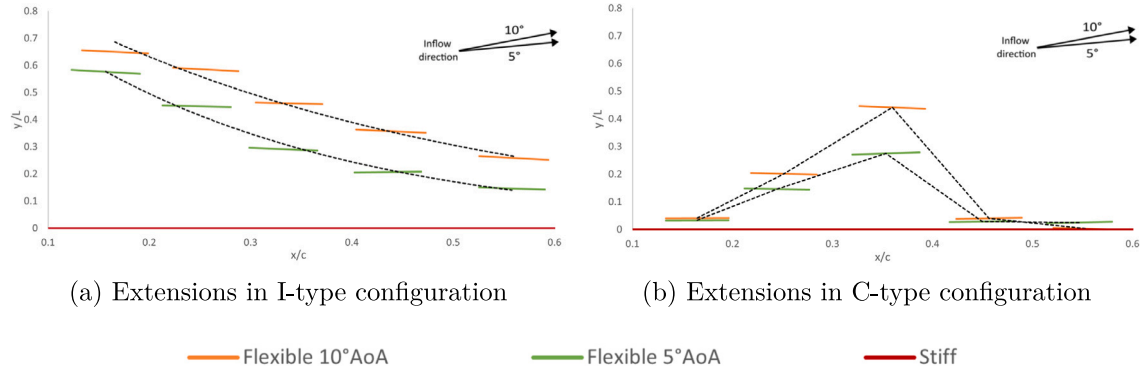 0.8
0.7
0.6
0.5
0.4
0.3
0.2
0.1
0
y /L
0.1 0.2 0.3 0.4 0.5 0.6
x/c
Inflow
direction
10°
5°
(a) Extensions in I-type configuration
0.8
0.7
0.6
0.5
0.4
0.3
0.2
0.1
0
y /L
0.1 0.2 0.3 0.4 0.5 0.6
x/c
Inflow
direction
10°
5°
(b) Extensions in C-type configuration
Flexible 10°AoA Flexible 5°AoA Stiff